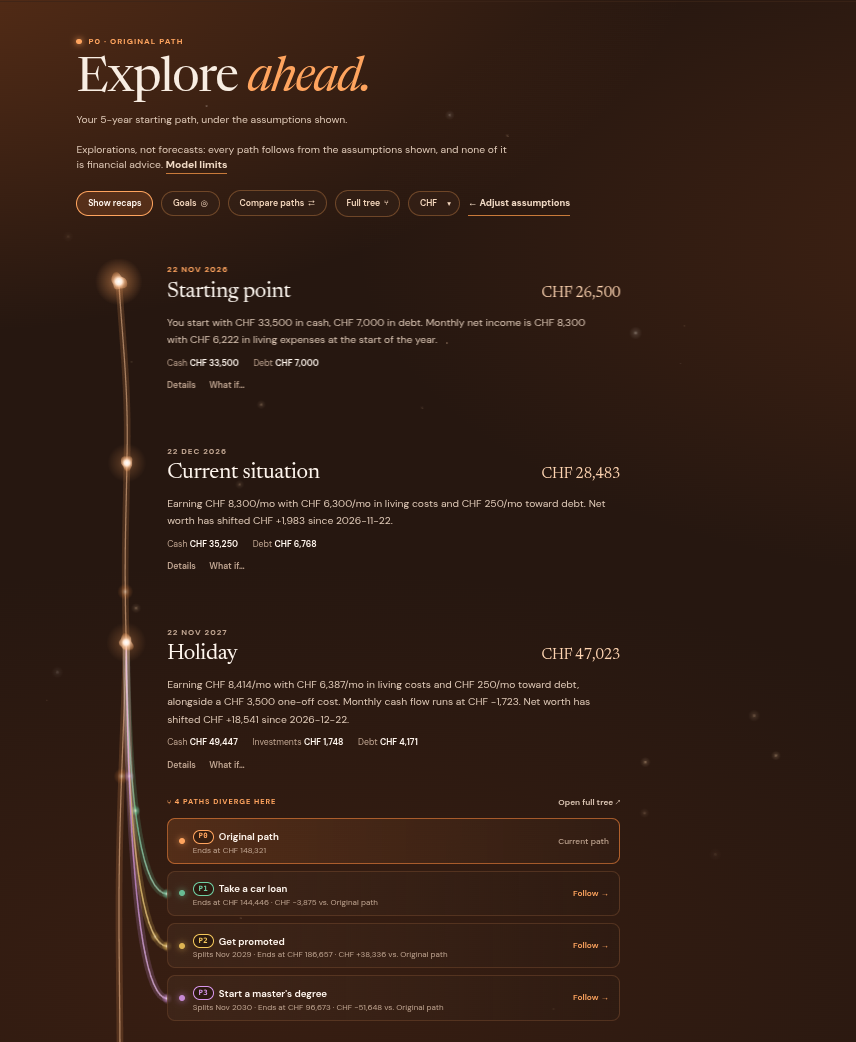 P0 · ORIGINAL PATH
Explore ahead.
Your 5-year starting path, under the assumptions shown.
Explorations, not forecasts: every path follows from the assumptions shown, and none of it
is financial advice. Model limits
Show recaps
Goals ◎
Compare paths ⇄
Full tree ⑂
CHF ▾
← Adjust assumptions
22 NOV 2026
Starting point
CHF 26,500
You start with CHF 33,500 in cash, CHF 7,000 in debt. Monthly net income is CHF 8,300
with CHF 6,222 in living expenses at the start of the year.
Cash CHF 33,500 Debt CHF 7,000
Details What if…
22 DEC 2026
Current situation
CHF 28,483
Earning CHF 8,300/mo with CHF 6,300/mo in living costs and CHF 250/mo toward debt. Net
worth has shifted CHF +1,983 since 2026-11-22.
Cash CHF 35,250 Debt CHF 6,768
Details What if…
22 NOV 2027
Holiday
CHF 47,023
Earning CHF 8,414/mo with CHF 6,387/mo in living costs and CHF 250/mo toward debt,
alongside a CHF 3,500 one-off cost. Monthly cash flow runs at CHF -1,723. Net worth has
shifted CHF +18,541 since 2026-12-22.
Cash CHF 49,447 Investments CHF 1,748 Debt CHF 4,171
Details What if…
⑂ 4 PATHS DIVERGE HERE
Open full tree ↗
P0 Original path
Ends at CHF 148,321
Current path
P1 Take a car loan
Ends at CHF 144,446 · CHF -3,875 vs. Original path
Follow →
P2 Get promoted
Splits Nov 2029 · Ends at CHF 186,657 · CHF +38,336 vs. Original path
Follow →
P3 Start a master's degree
Splits Nov 2030 · Ends at CHF 96,673 · CHF -51,648 vs. Original path
Follow →